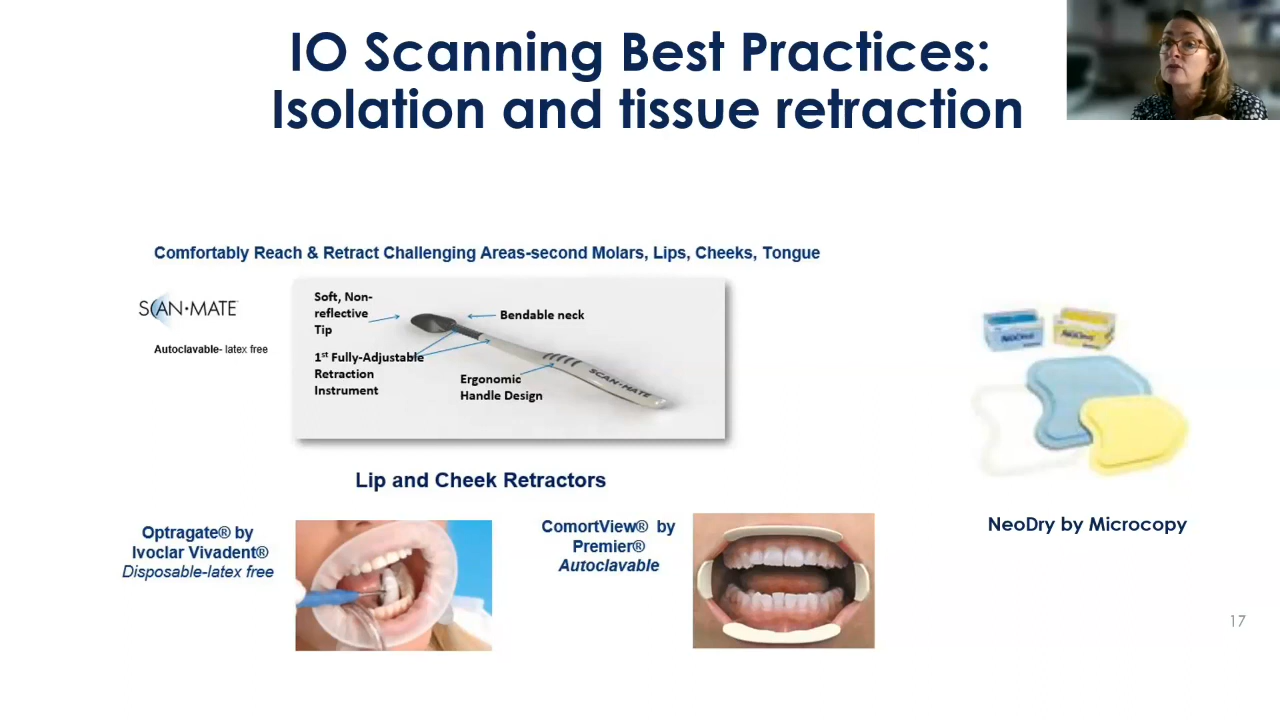 IO Scanning Best Practices:
Isolation and tissue retraction
Comfortably Reach & Retract Challenging Areas-second Molars, Lips, Cheeks, Tongue
SCAN•MATE
Autoclavable- latex free
Soft, Non-
reflective
Tip
Bendable neck
1st Fully-Adjustable
Retraction
Instrument
Ergonomic
Handle Design
SCAN•MATE
NeoDrys
NeoDrys
NeoDry by Microcopy
Lip and Cheek Retractors
Optragate® by
Ivoclar Vivadent®
Disposable-latex free
ComortView® by
Premier®
Autoclavable
17